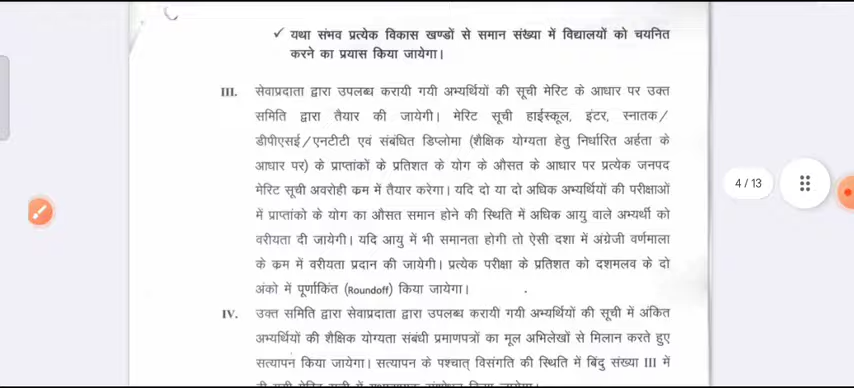 ✓ यथा संभव प्रत्येक विकास खण्डों से समान संख्या में विद्यालयों को चयनित
करने का प्रयास किया जायेगा।
III. सेवाप्रदाता द्वारा उपलब्ध करायी गयी अभ्यर्थियों की सूची मेरिट के आधार पर उक्त
समिति द्वारा तैयार की जायेगी। मेरिट सूची हाईस्कूल, इंटर, स्नातक/
डीपीएसई/एनटीटी एवं संबंधित डिप्लोमा (शैक्षिक योग्यता हेतु निर्धारित अर्हता के
आधार पर) के प्राप्तांकों के प्रतिशत के योग के औसत के आधार पर प्रत्येक जनपद
मेरिट सूची अवरोही क्रम में तैयार करेगा। यदि दो या दो अधिक अभ्यर्थियों की परीक्षाओं
में प्राप्तांको के योग का औसत समान होने की स्थिति में अधिक आयु वाले अभ्यर्थी को
वरीयता दी जायेगी। यदि आयु में भी समानता होगी तो ऐसी दशा में अंग्रेजी वर्णमाला
के क्रम में वरीयता प्रदान की जायेगी। प्रत्येक परीक्षा के प्रतिशत को दशमलव के दो
अंको में पूर्णांकित (Roundoff) किया जायेगा।
IV. उक्त समिति द्वारा सेवाप्रदाता द्वारा उपलब्ध करायी गयी अभ्यर्थियों की सूची में अंकित
अभ्यर्थियों की शैक्षिक योग्यता संबंधी प्रमाणपत्रों का मूल अभिलेखों से मिलान करते हुए
सत्यापन किया जायेगा। सत्यापन के पश्चात् विसंगति की स्थिति में बिंदु संख्या III में
4 / 13